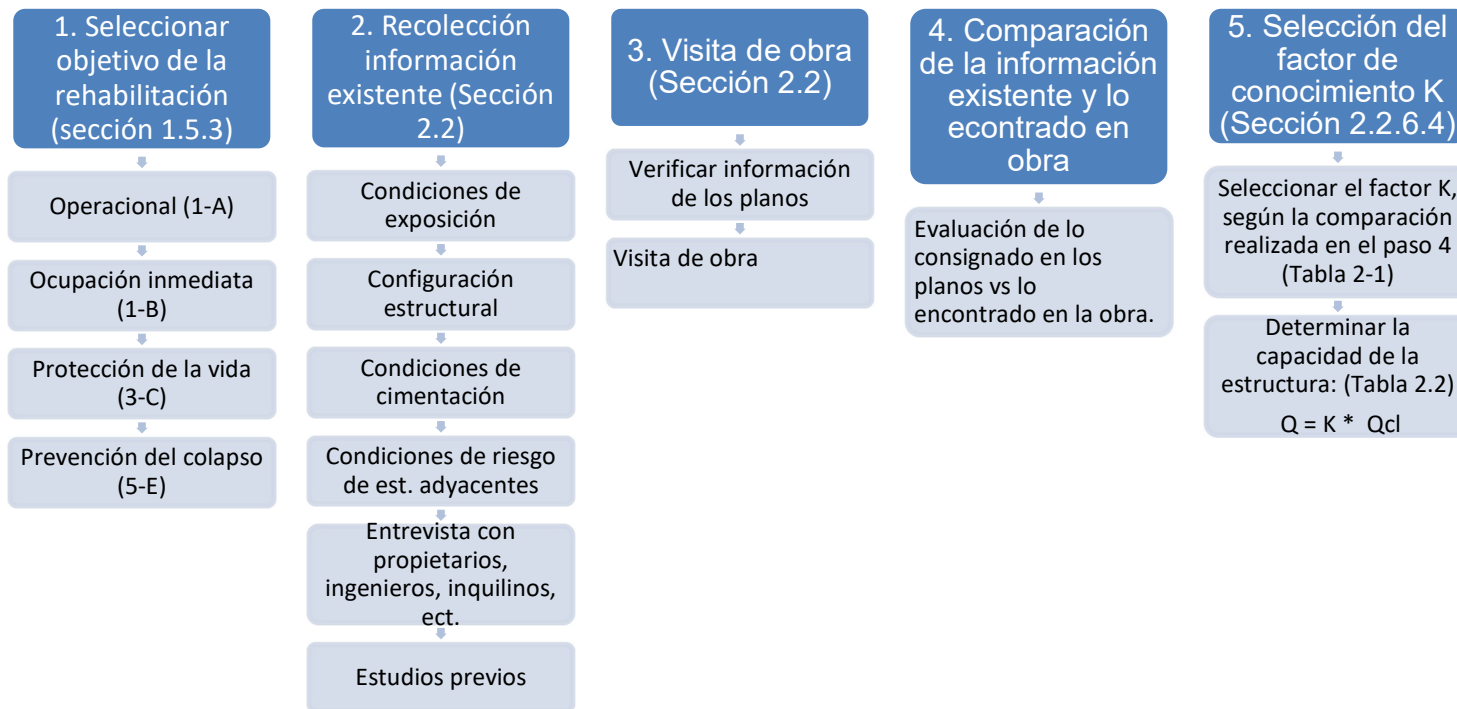 1. Seleccionar
objetivo de la
rehabilitación
(sección 1.5.3)
Operacional (1-A)
Ocupación inmediata
(1-B)
Protección de la vida
(3-C)
Prevención del colapso
(5-E)
2. Recolección
información
existente (Sección
2.2)
Condiciones de
exposición
Configuración
estructural
Condiciones de
cimentación
Condiciones de riesgo
de est. adyacentes
Entrevista con
propietarios,
ingenieros, inquilinos,
ect.
Estudios previos
3. Visita de obra
(Sección 2.2)
Verificar información
de los planos
Visita de obra
4. Comparación
de la información
existente y lo
econtrado en
obra
Evaluación de lo
consignado en los
planos vs lo
encontrado en la obra.
5. Selección del
factor de
conocimiento K
(Sección 2.2.6.4)
Seleccionar el factor K,
según la comparación
realizada en el paso 4
(Tabla 2-1)
Determinar la
capacidad de la
estructura: (Tabla 2.2)
Q = K * Qcl